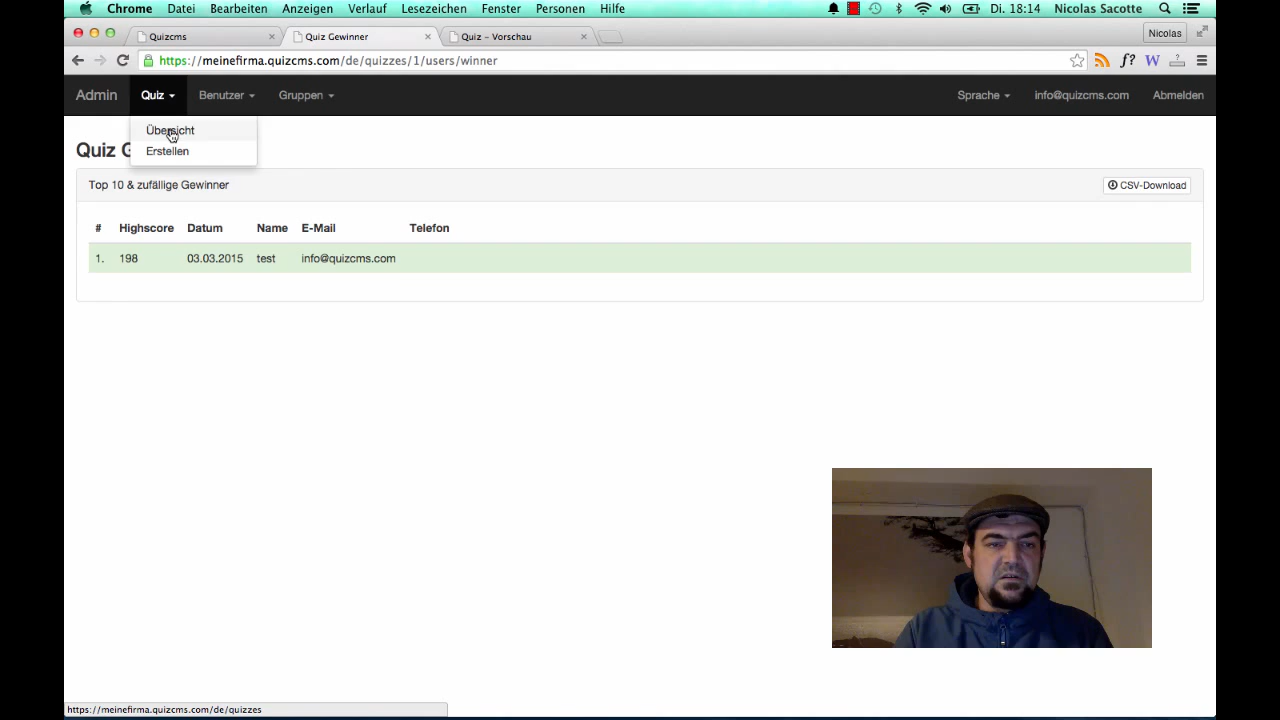 Chrome Datei Bearbeiten Anzeigen Verlauf Lesezeichen Fenster Personen Hilfe Di. 18:14 Nicolas Sacotte
Quizcms Quiz Gewinner Quiz – Vorschau Nicolas
https://meinefirma.quizcms.com/de/quizzes/1/users/winner f? W
Admin Quiz Benutzer Gruppen Sprache info@quizcms.com Abmelden
Übersicht
Erstellen
Quiz G
Top 10 & zufällige Gewinner CSV-Download
# Highscore Datum Name E-Mail Telefon
1. 198 03.03.2015 test info@quizcms.com
https://meinefirma.quizcms.com/de/quizzes